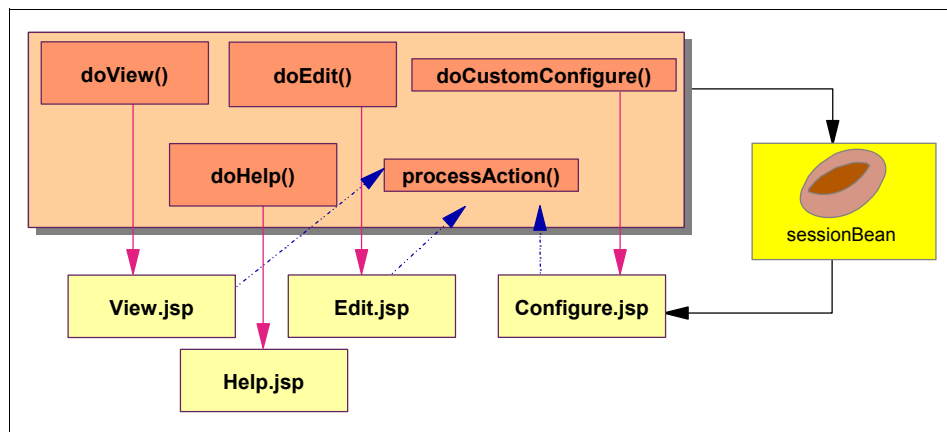 doView()
doEdit()
doCustomConfigure()
doHelp()
processAction()
sessionBean
View.jsp
Edit.jsp
Configure.jsp
Help.jsp